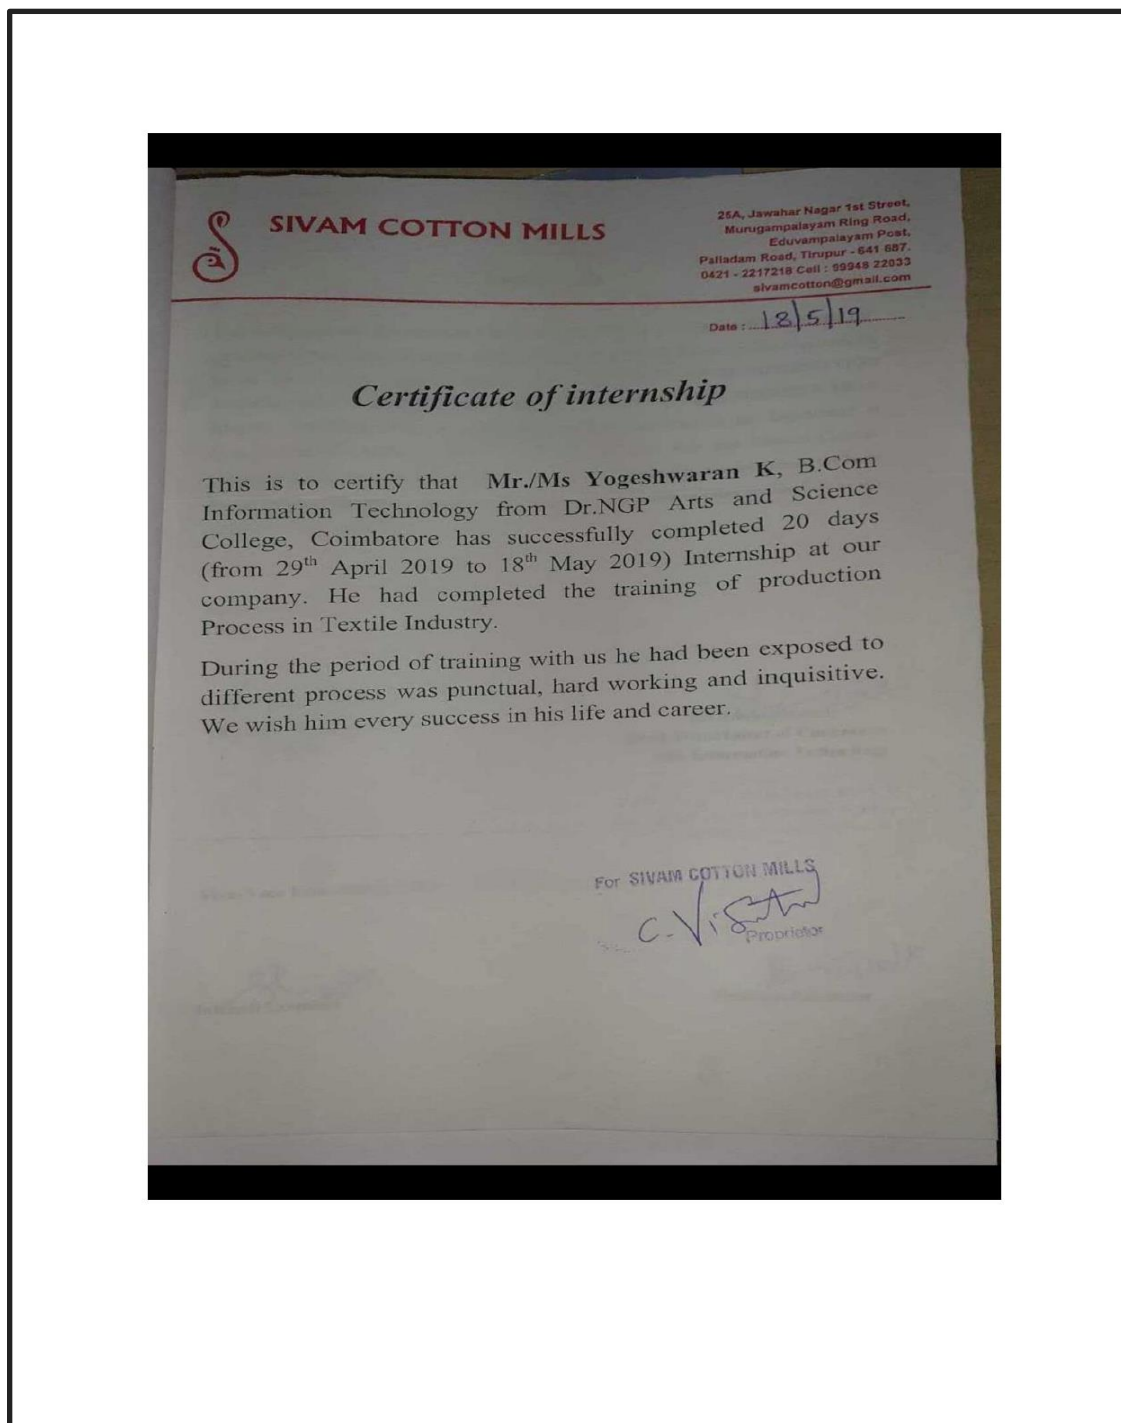 SIVAM COTTON MILLS
25A, Jawahar Nagar 1st Street,
Murugampalayam Ring Road,
Eduvampalayam Post,
Palladam Road, Tirupur - 641 687.
0421 - 2217218 Cell : 99948 22033
sivamcotton@gmail.com
Date : 18/5/19
Certificate of internship
This is to certify that Mr./Ms Yogeshwaran K, B.Com
Information Technology from Dr.NGP Arts and Science
College, Coimbatore has successfully completed 20 days
(from 29th April 2019 to 18th May 2019) Internship at our
company. He had completed the training of production
Process in Textile Industry.
During the period of training with us he had been exposed to
different process was punctual, hard working and inquisitive.
We wish him every success in his life and career.
For SIVAM COTTON MILLS
Proprietor